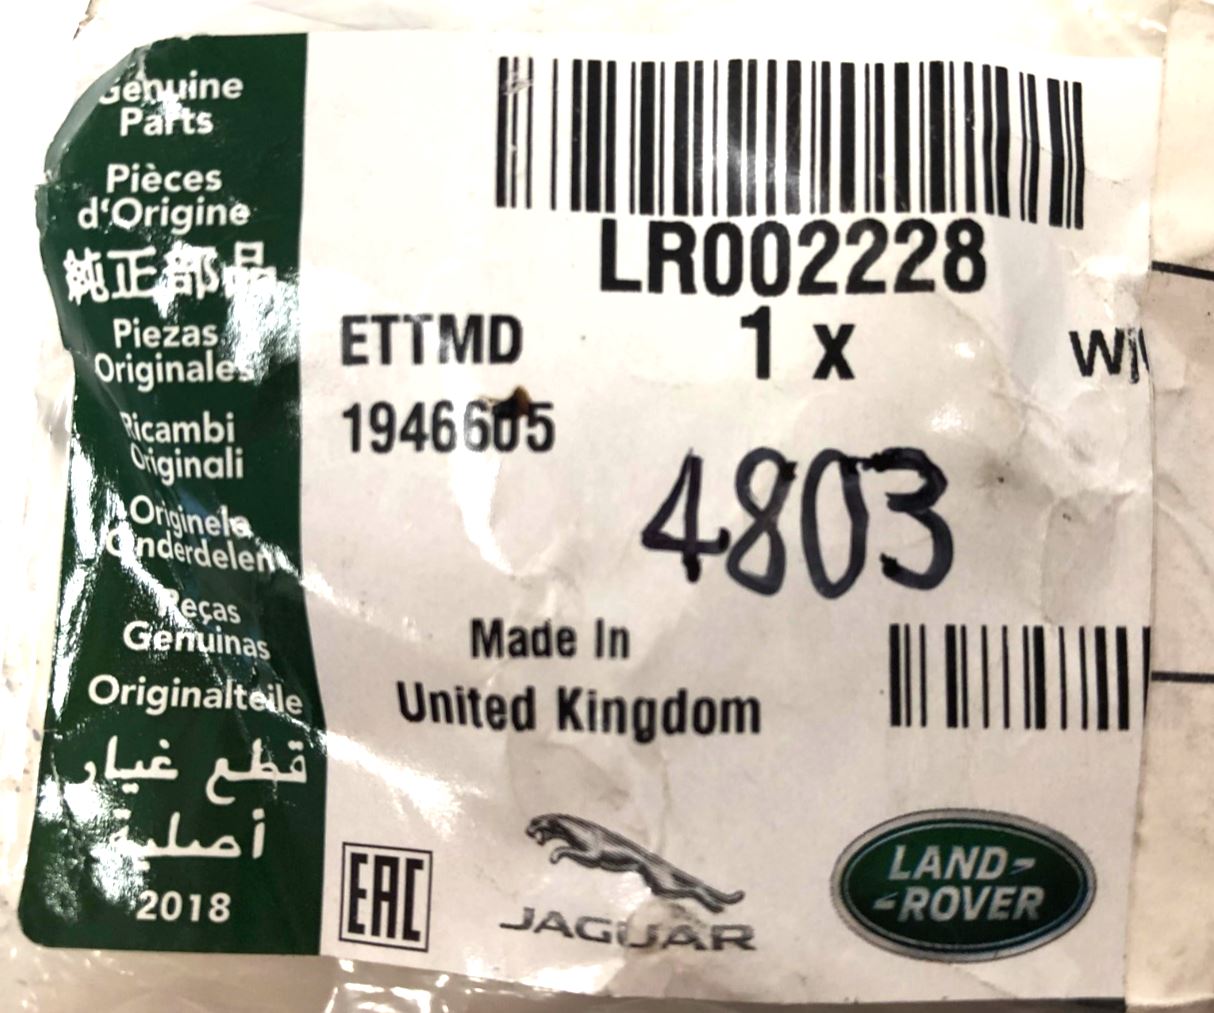 Genuine
Parts
Pièces
d'Origine
純正部品
Piezas
Originales
Ricambi
Originali
Originele
Onderdelen
Peças
Genuinas
Originalteile
قطع غيار
أصلية
2018
LR002228
ETTMD
1 x
1946605
4803
Made In
United Kingdom
EAC
JAGUAR
LAND-
-ROVER